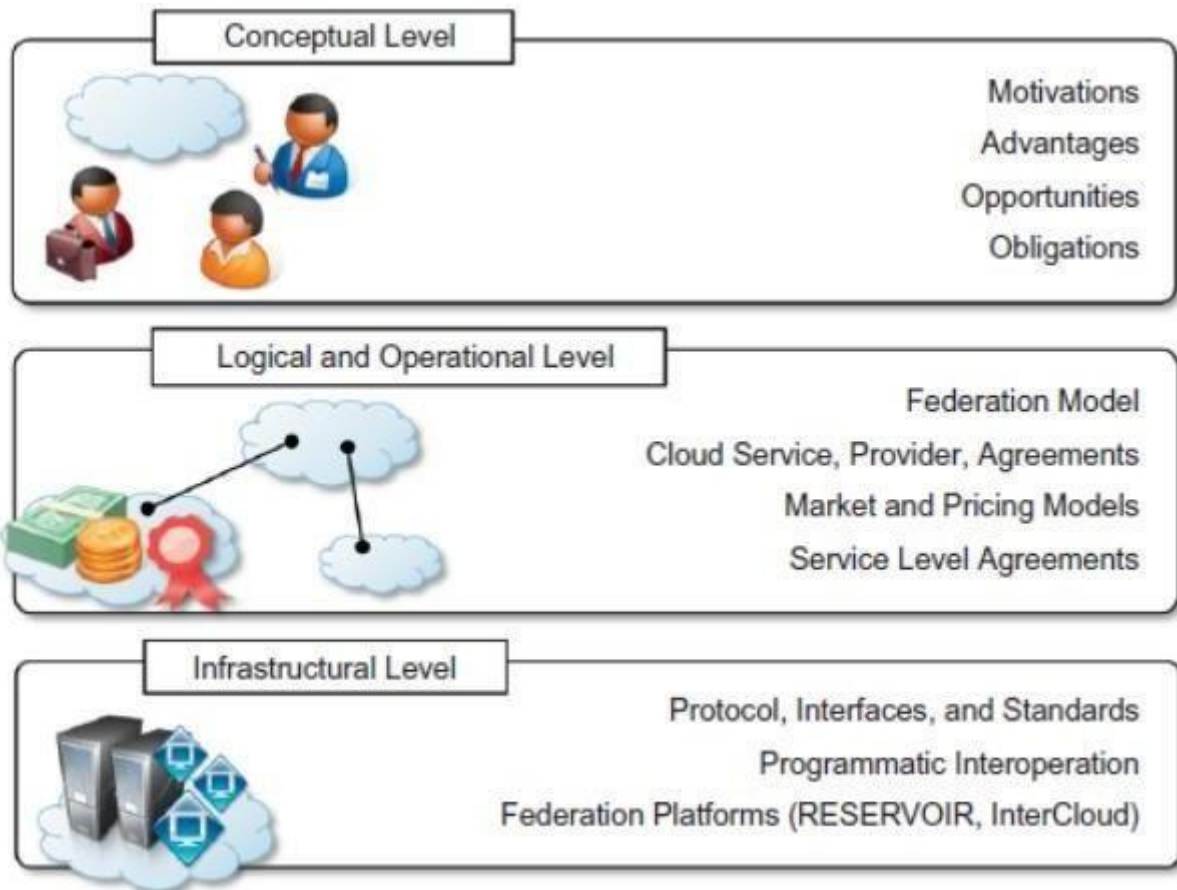 Conceptual Level
Motivations
Advantages
Opportunities
Obligations
Logical and Operational Level
Federation Model
Cloud Service, Provider, Agreements
Market and Pricing Models
Service Level Agreements
Infrastructural Level
Protocol, Interfaces, and Standards
Programmatic Interoperation
Federation Platforms (RESERVOIR, InterCloud)